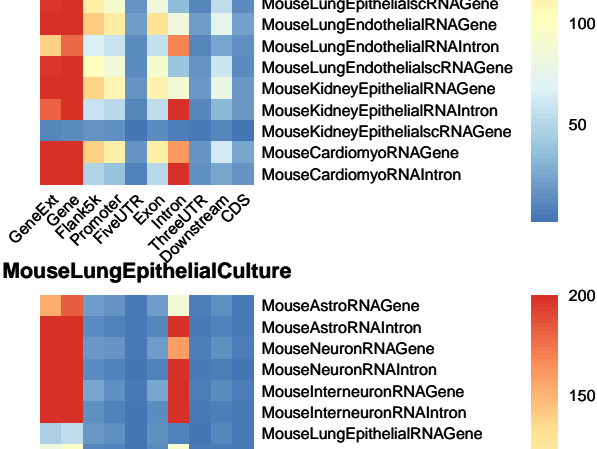 MouseLungEpithelialscRNAGene
100
MouseLungEndothelialRNAGene
MouseLungEndothelialRNAIntron
MouseLungEndothelialscRNAGene
MouseKidneyEpithelialRNAGene
MouseKidneyEpithelialRNAIntron
50
MouseKidneyEpithelialscRNAGene
MouseCardiomyoRNAGene
MouseCardiomyoRNAIntron
GeneExt
Gene
Flank5k
Promoter
FiveUTR
Exon
Intron
ThreeUTR
Downstream
CDS
MouseLungEpithelialCulture
MouseAstroRNAGene
200
MouseAstroRNAIntron
MouseNeuronRNAGene
MouseNeuronRNAIntron
MouseInterneuronRNAGene
150
MouseInterneuronRNAIntron
MouseLungEpithelialRNAGene